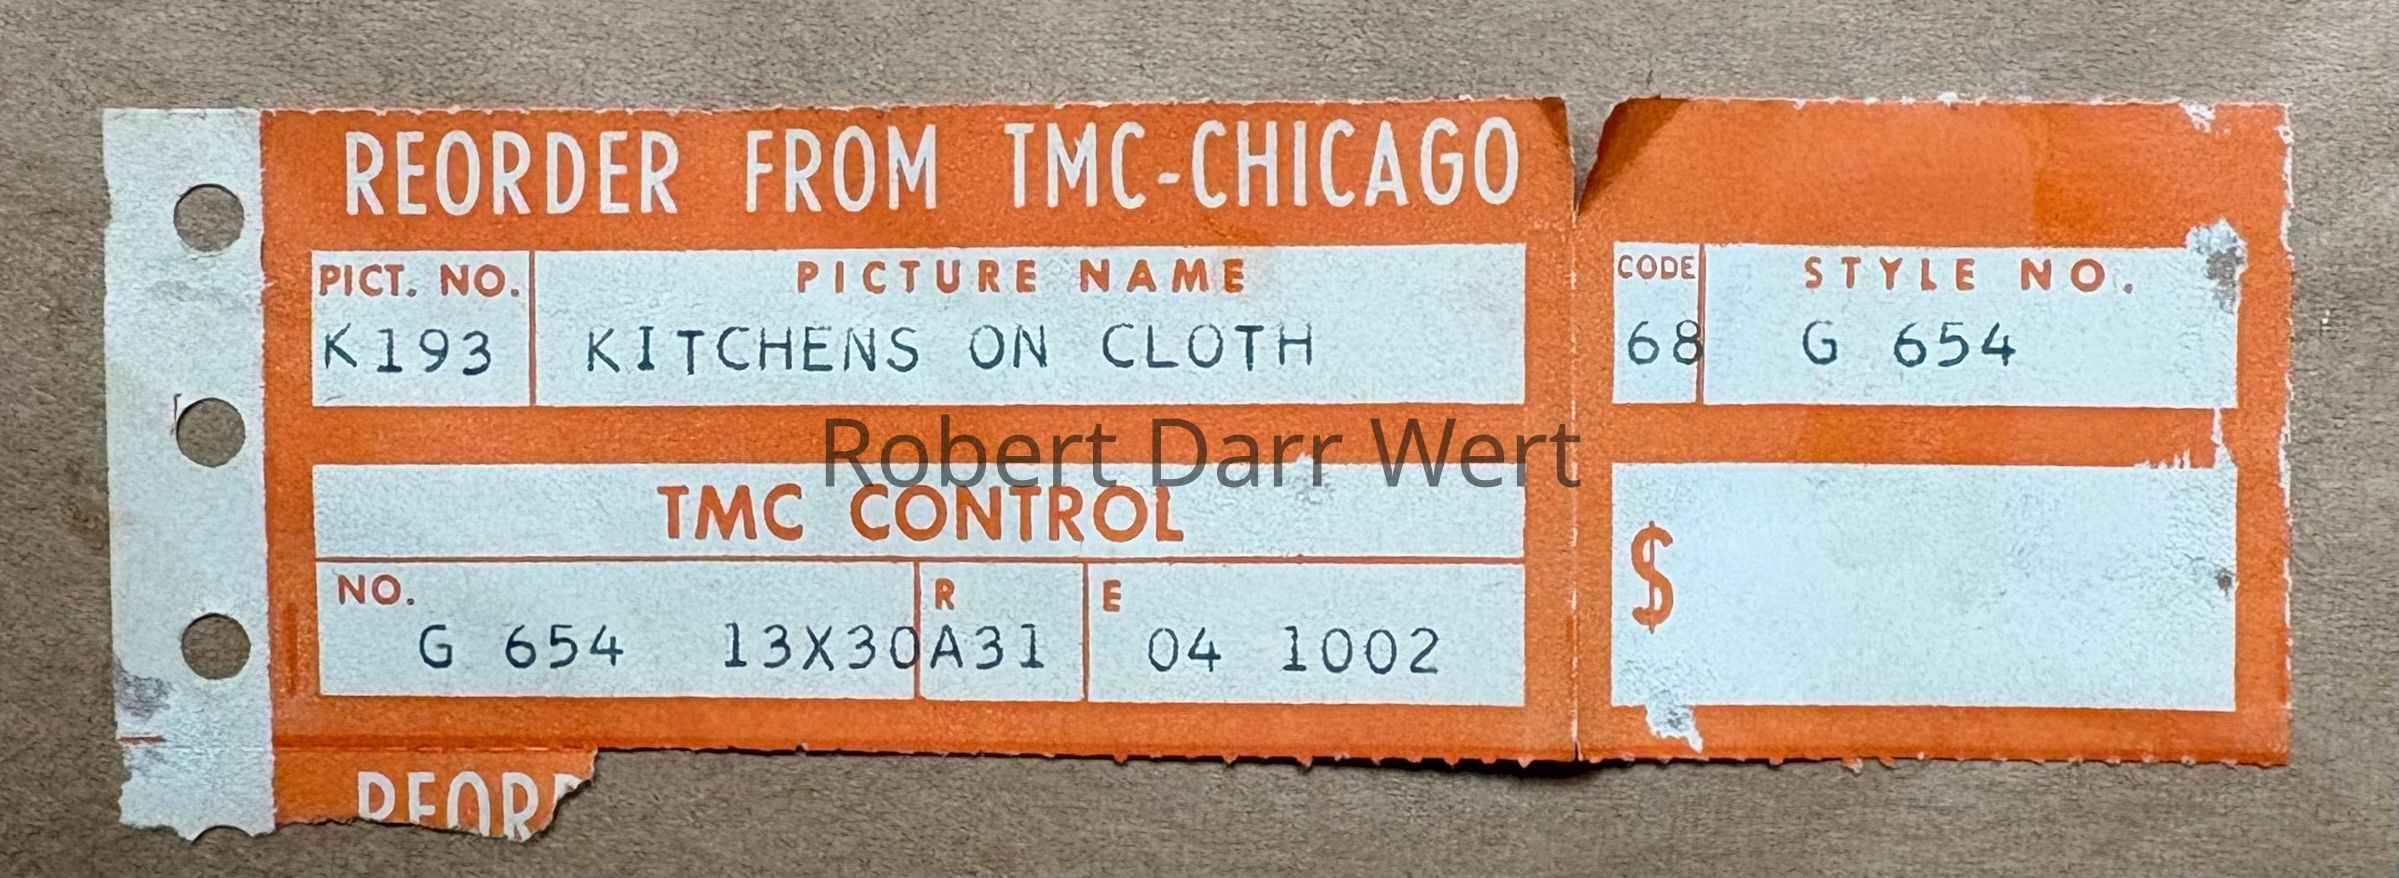 REORDER FROM TMC-CHICAGO
PICT. NO. PICTURE NAME CODE STYLE NO.
K193 KITCHENS ON CLOTH 68 G 654
Robert Darr Wert
TMC CONTROL
$
NO. R E
G 654 13X30A31 04 1002
REOR